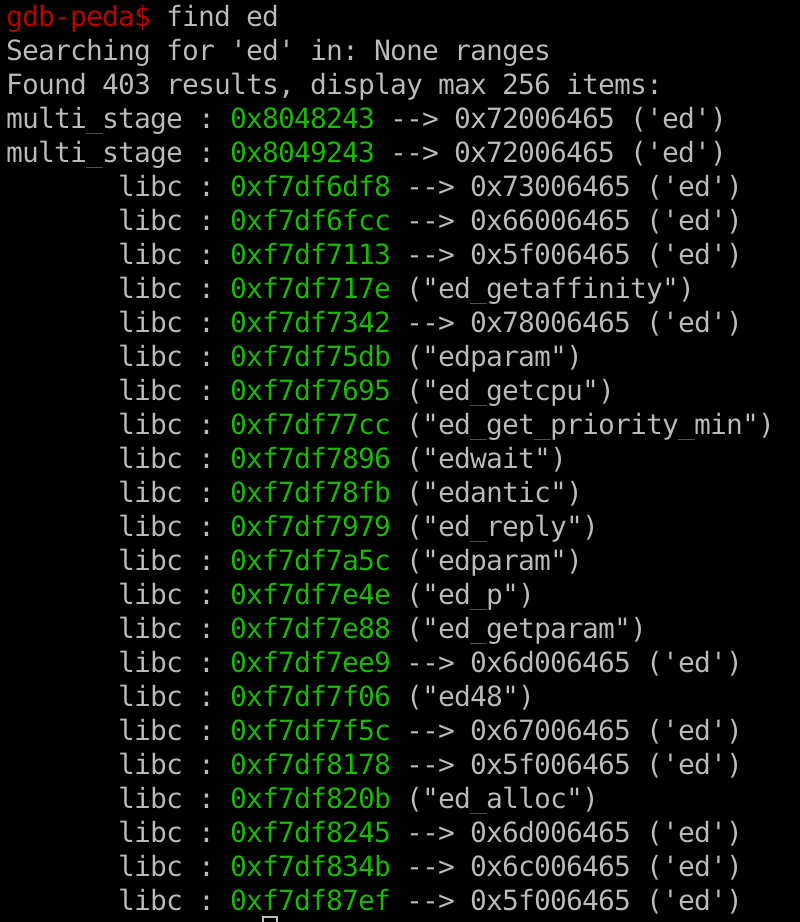 gdb-peda$ find ed
Searching for 'ed' in: None ranges
Found 403 results, display max 256 items:
multi_stage : 0x8048243 --> 0x72006465 ('ed')
multi_stage : 0x8049243 --> 0x72006465 ('ed')
libc : 0xf7df6df8 --> 0x73006465 ('ed')
libc : 0xf7df6fcc --> 0x66006465 ('ed')
libc : 0xf7df7113 --> 0x5f006465 ('ed')
libc : 0xf7df717e ("ed_getaffinity")
libc : 0xf7df7342 --> 0x78006465 ('ed')
libc : 0xf7df75db ("edparam")
libc : 0xf7df7695 ("ed_getcpu")
libc : 0xf7df77cc ("ed_get_priority_min")
libc : 0xf7df7896 ("edwait")
libc : 0xf7df78fb ("edantic")
libc : 0xf7df7979 ("ed_reply")
libc : 0xf7df7a5c ("edparam")
libc : 0xf7df7e4e ("ed_p")
libc : 0xf7df7e88 ("ed_getparam")
libc : 0xf7df7ee9 --> 0x6d006465 ('ed')
libc : 0xf7df7f06 ("ed48")
libc : 0xf7df7f5c --> 0x67006465 ('ed')
libc : 0xf7df8178 --> 0x5f006465 ('ed')
libc : 0xf7df820b ("ed_alloc")
libc : 0xf7df8245 --> 0x6d006465 ('ed')
libc : 0xf7df834b --> 0x6c006465 ('ed')
libc : 0xf7df87ef --> 0x5f006465 ('ed')